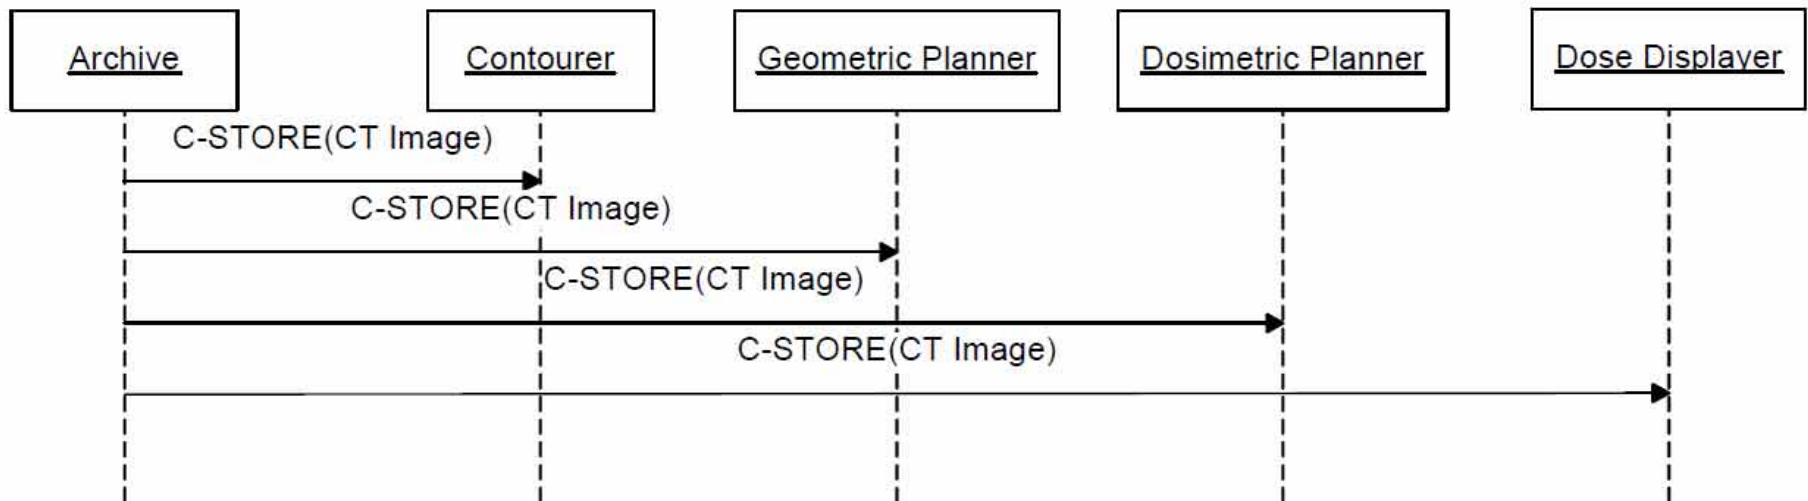 Archive
Contourer
Geometric Planner
Dosimetric Planner
Dose Displayer
C-STORE(CT Image)
C-STORE(CT Image)
C-STORE(CT Image)
C-STORE(CT Image)